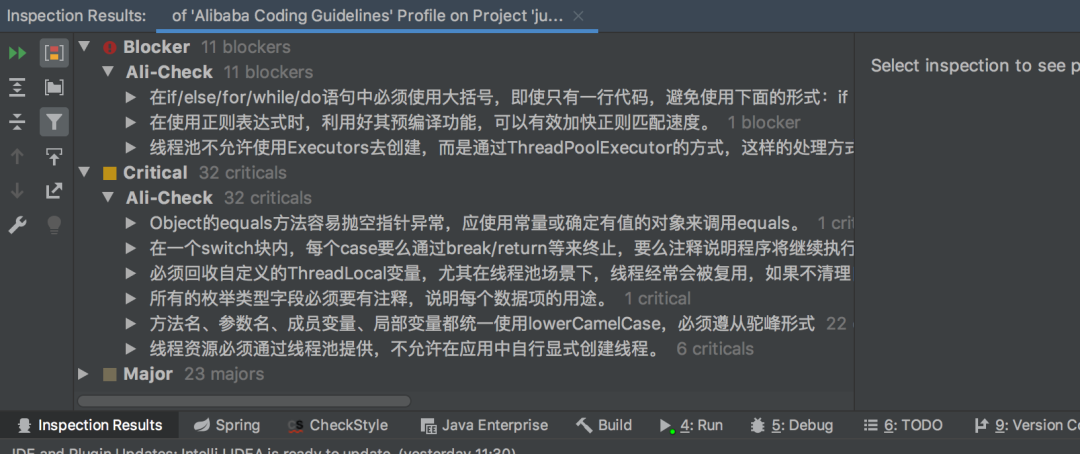 Inspection Results: of 'Alibaba Coding Guidelines' Profile on Project 'ju...
Blocker 11 blockers
Ali-Check 11 blockers
在if/else/for/while/do语句中必须使用大括号，即使只有一行代码，避免使用下面的形式：if
在使用正则表达式时，利用好其预编译功能，可以有效加快正则匹配速度。 1 blocker
线程池不允许使用Executors去创建，而是通过ThreadPoolExecutor的方式，这样的处理方式
Critical 32 criticals
Ali-Check 32 criticals
Object的equals方法容易抛空指针异常，应使用常量或确定有值的对象来调用equals。 1 crit
在一个switch块内，每个case要么通过break/return等来终止，要么注释说明程序将继续执行
必须回收自定义的ThreadLocal变量，尤其在线程池场景下，线程经常会被复用，如果不清理
所有的枚举类型字段必须要有注释，说明每个数据项的用途。 1 critical
方法名、参数名、成员变量、局部变量都统一使用lowerCamelCase，必须遵从驼峰形式 22
线程资源必须通过线程池提供，不允许在应用中自行显式创建线程。 6 criticals
Major 23 majors
Select inspection to see p
Inspection Results Spring CS CheckStyle Java Enterprise Build 4: Run 5: Debug 6: TODO 9: Version Co
IDE and Plugin Updates: IntelliJ IDEA is ready to update. (yesterday 11:30)